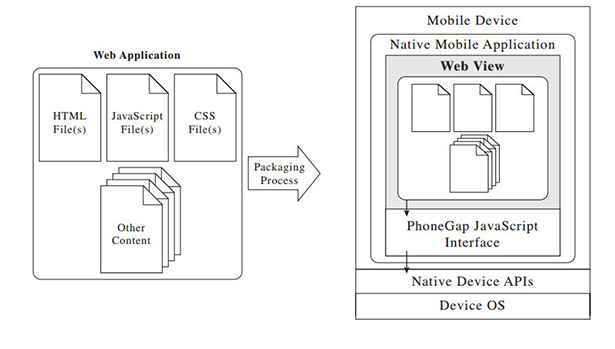 Web Application
HTML
File(s)
JavaScript
File(s)
CSS
File(s)
Other
Content
Packaging
Process
Mobile Device
Native Mobile Application
Web View
PhoneGap JavaScript
Interface
Native Device APIs
Device OS